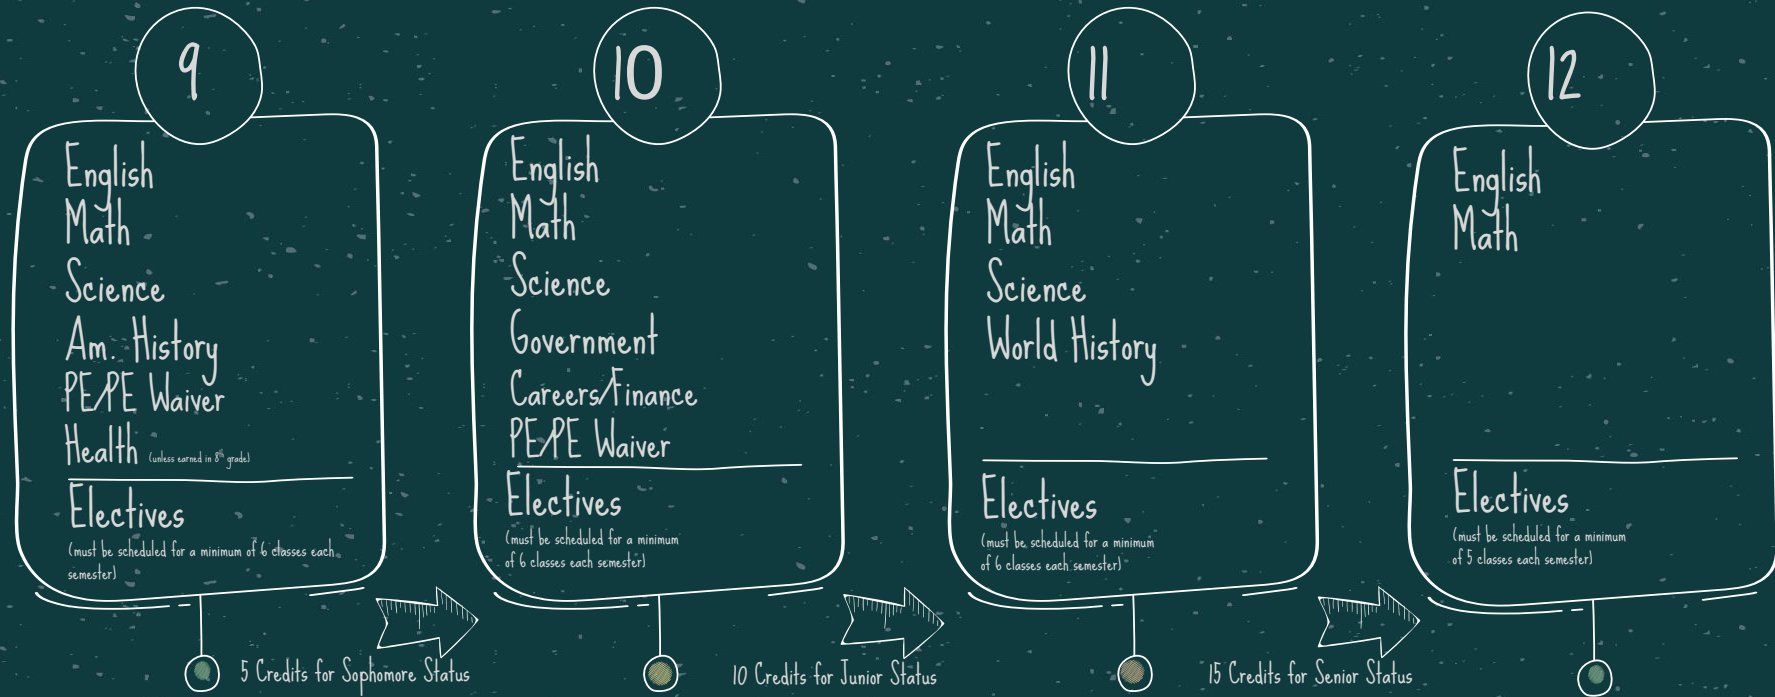 9
English
Math
Science
Am. History
PE/PE Waiver
Health (unless earned in 8th grade)
Electives
(must be scheduled for a minimum of 6 classes each
semester)
5 Credits for Sophomore Status
10
English
Math
Science
Government
Careers/Finance
PE/PE Waiver
Electives
(must be scheduled for a minimum
of 6 classes each semester)
10 Credits for Junior Status
11
English
Math
Science
World History
Electives
(must be scheduled for a minimum
of 6 classes each semester)
15 Credits for Senior Status
12
English
Math
Electives
(must be scheduled for a minimum
of 5 classes each semester)